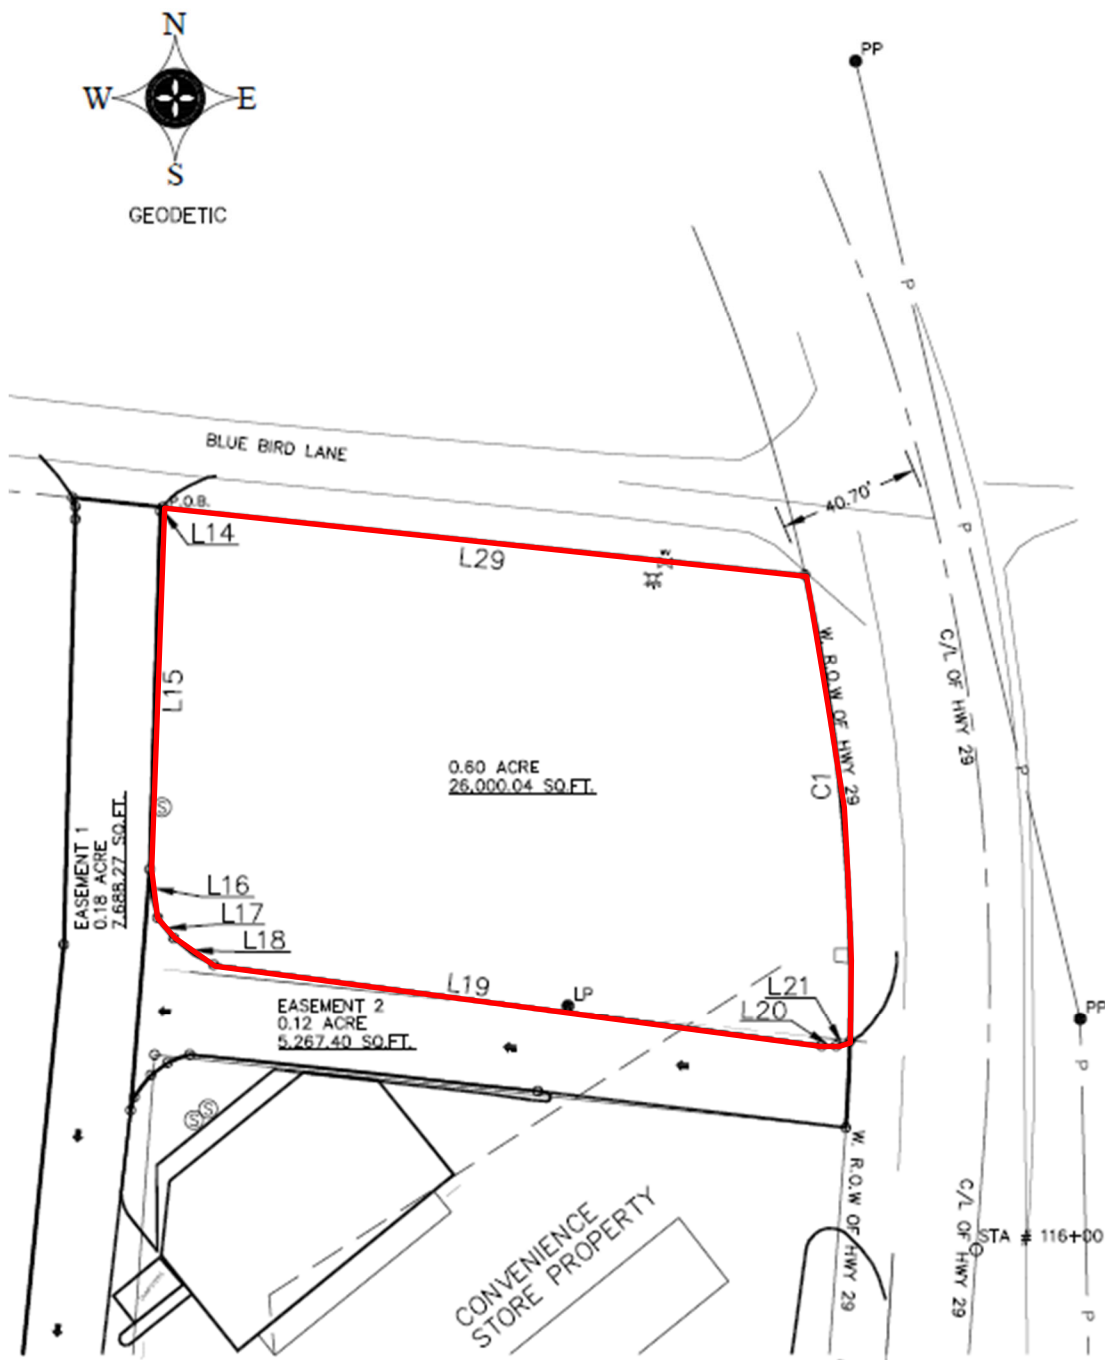 N
W E
S
GEODETIC
PP
P
BLUE BIRD LANE
40.70'
P.O.B.
L14
L29
P
L15
W. R.O.W OF HWY 29
C/L OF HWY 29
0.60 ACRE
26,000.04 SQ.FT.
C1
P
S
EASEMENT 1
0.18 ACRE
7,688.27 SQ.FT.
L16
L17
L18
L19
LP
L21
L20
EASEMENT 2
0.12 ACRE
5,267.40 SQ.FT.
PP
P
S S
W. R.O.W OF HWY 29
C/L OF HWY 29
STA # 116+00
CONVENIENCE
STORE PROPERTY
P